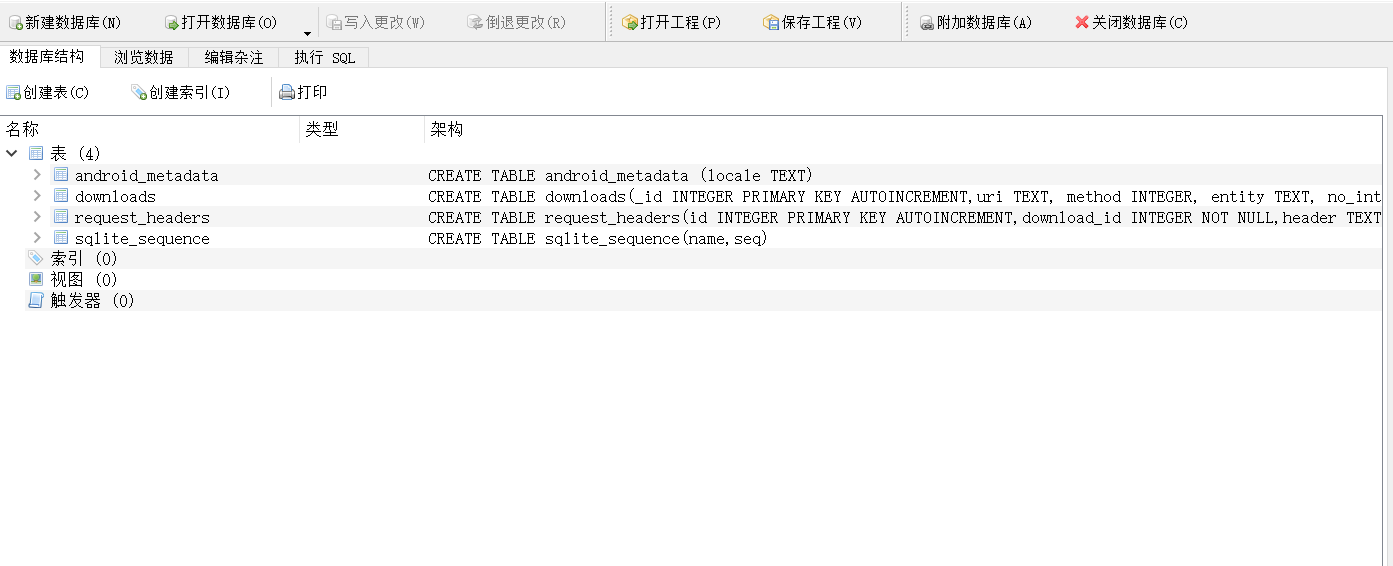 新建数据库(N) 打开数据库(O) 写入更改(W) 倒退更改(R) 打开工程(P) 保存工程(V) 附加数据库(A) 关闭数据库(C)
数据库结构 浏览数据 编辑杂注 执行 SQL
创建表(C) 创建索引(I) 打印
名称 类型 架构
表 (4)
android_metadata CREATE TABLE android_metadata (locale TEXT)
downloads CREATE TABLE downloads(_id INTEGER PRIMARY KEY AUTOINCREMENT,uri TEXT, method INTEGER, entity TEXT, no_int
request_headers CREATE TABLE request_headers(id INTEGER PRIMARY KEY AUTOINCREMENT,download_id INTEGER NOT NULL,header TEXT
sqlite_sequence CREATE TABLE sqlite_sequence(name,seq)
索引 (0)
视图 (0)
触发器 (0)